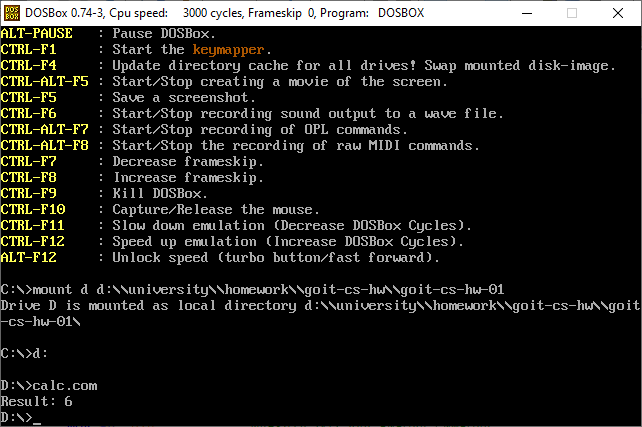 DOSBox 0.74-3, Cpu speed:    3000 cycles, Frameskip  0, Program:   DOSBOX
ALT-PAUSE   : Pause DOSBox.
CTRL-F1     : Start the keymapper.
CTRL-F4     : Update directory cache for all drives! Swap mounted disk-image.
CTRL-ALT-F5 : Start/Stop creating a movie of the screen.
CTRL-F5     : Save a screenshot.
CTRL-F6     : Start/Stop recording sound output to a wave file.
CTRL-ALT-F7 : Start/Stop recording of OPL commands.
CTRL-ALT-F8 : Start/Stop the recording of raw MIDI commands.
CTRL-F7     : Decrease frameskip.
CTRL-F8     : Increase frameskip.
CTRL-F9     : Kill DOSBox.
CTRL-F10    : Capture/Release the mouse.
CTRL-F11    : Slow down emulation (Decrease DOSBox Cycles).
CTRL-F12    : Speed up emulation (Increase DOSBox Cycles).
ALT-F12     : Unlock speed (turbo button/fast forward).
C:\>mount d d:\\university\\homework\\goit-cs-hw\\goit-cs-hw-01
Drive D is mounted as local directory d:\\university\\homework\\goit-cs-hw\\goit
-cs-hw-01\
C:\>d:
D:\>calc.com
Result: 6
D:\>_